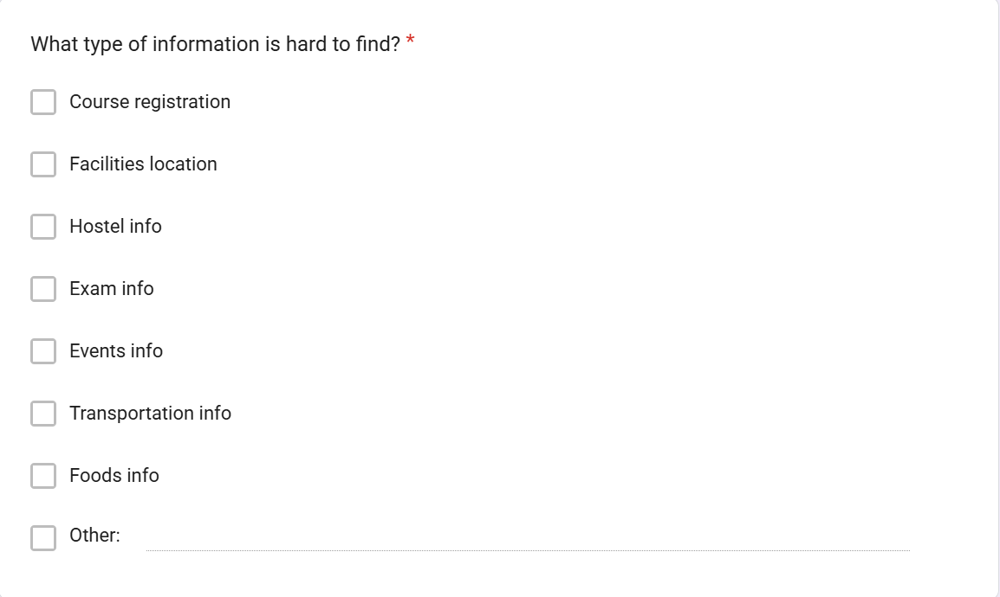 What type of information is hard to find? *
Course registration
Facilities location
Hostel info
Exam info
Events info
Transportation info
Foods info
Other: